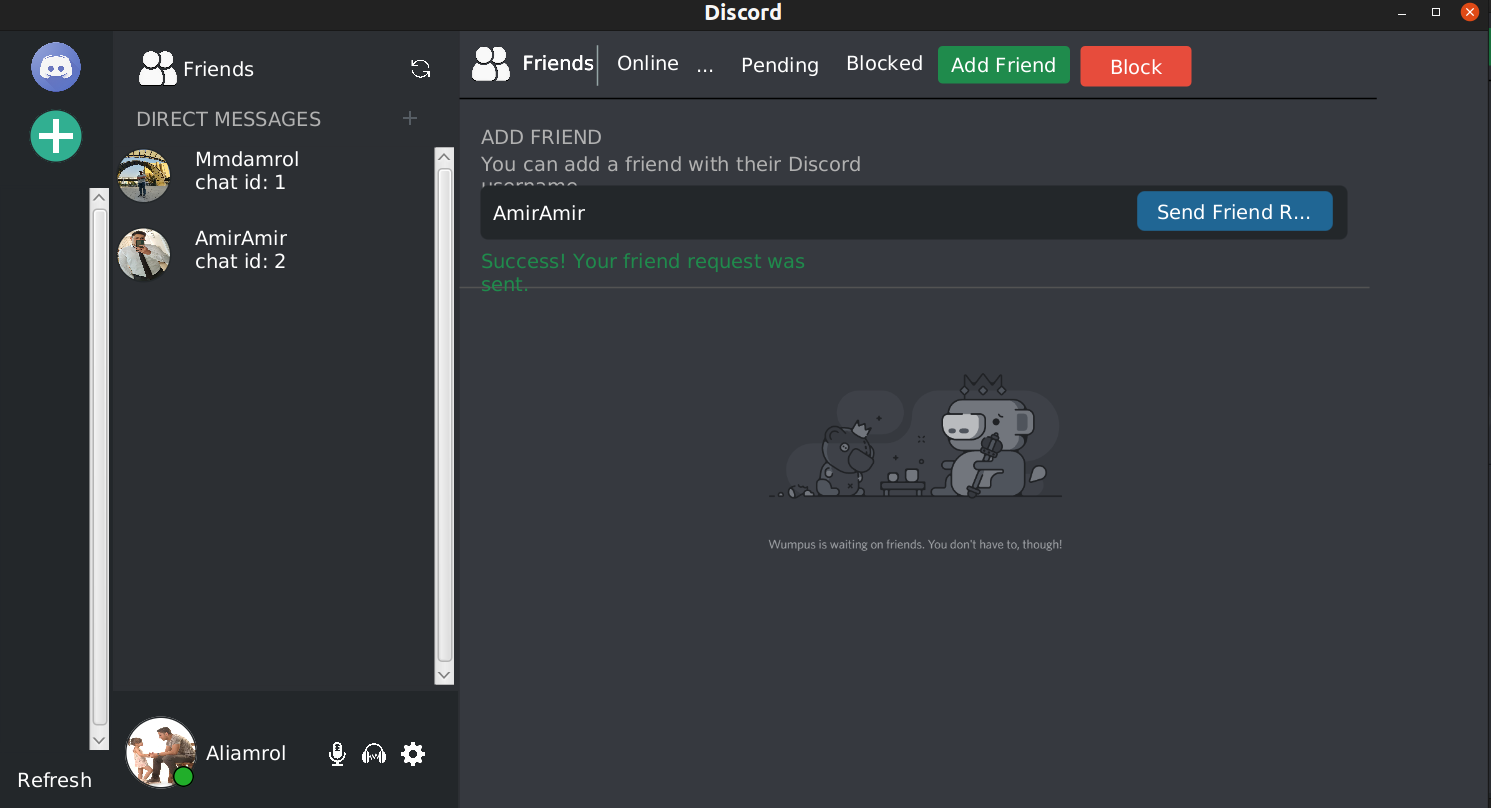 Discord
Friends
DIRECT MESSAGES
Mmdamrol
chat id: 1
AmirAmir
chat id: 2
Refresh
Aliamrol
Friends Online ... Pending Blocked Add Friend Block
ADD FRIEND
You can add a friend with their Discord
username
AmirAmir Send Friend R...
Success! Your friend request was
sent.
Wumpus is waiting on friends. You don't have to, though!